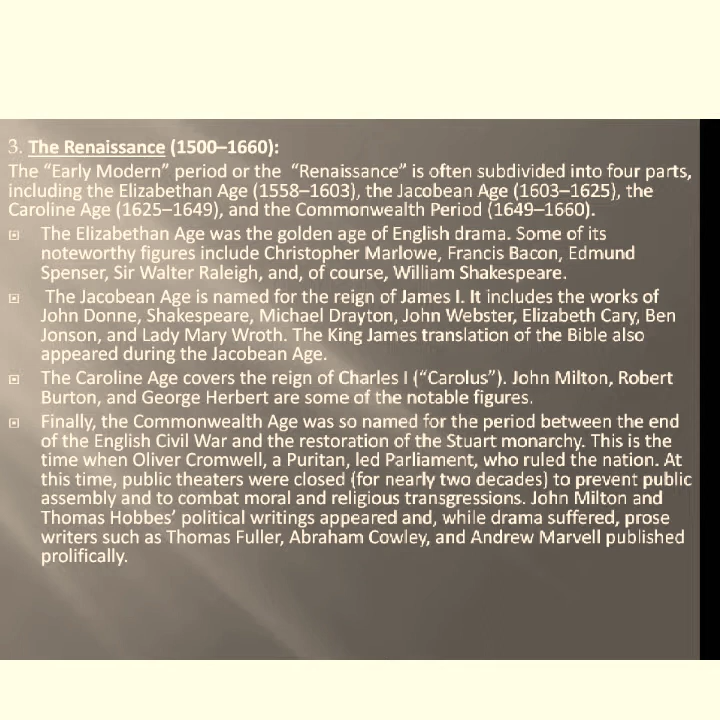 3. The Renaissance (1500–1660):
The “Early Modern” period or the “Renaissance” is often subdivided into four parts,
including the Elizabethan Age (1558–1603), the Jacobean Age (1603–1625), the
Caroline Age (1625–1649), and the Commonwealth Period (1649–1660).
The Elizabethan Age was the golden age of English drama. Some of its
noteworthy figures include Christopher Marlowe, Francis Bacon, Edmund
Spenser, Sir Walter Raleigh, and, of course, William Shakespeare.
The Jacobean Age is named for the reign of James I. It includes the works of
John Donne, Shakespeare, Michael Drayton, John Webster, Elizabeth Cary, Ben
Jonson, and Lady Mary Wroth. The King James translation of the Bible also
appeared during the Jacobean Age.
The Caroline Age covers the reign of Charles I (“Carolus”). John Milton, Robert
Burton, and George Herbert are some of the notable figures.
Finally, the Commonwealth Age was so named for the period between the end
of the English Civil War and the restoration of the Stuart monarchy. This is the
time when Oliver Cromwell, a Puritan, led Parliament, who ruled the nation. At
this time, public theaters were closed (for nearly two decades) to prevent public
assembly and to combat moral and religious transgressions. John Milton and
Thomas Hobbes’ political writings appeared and, while drama suffered, prose
writers such as Thomas Fuller, Abraham Cowley, and Andrew Marvell published
prolifically.